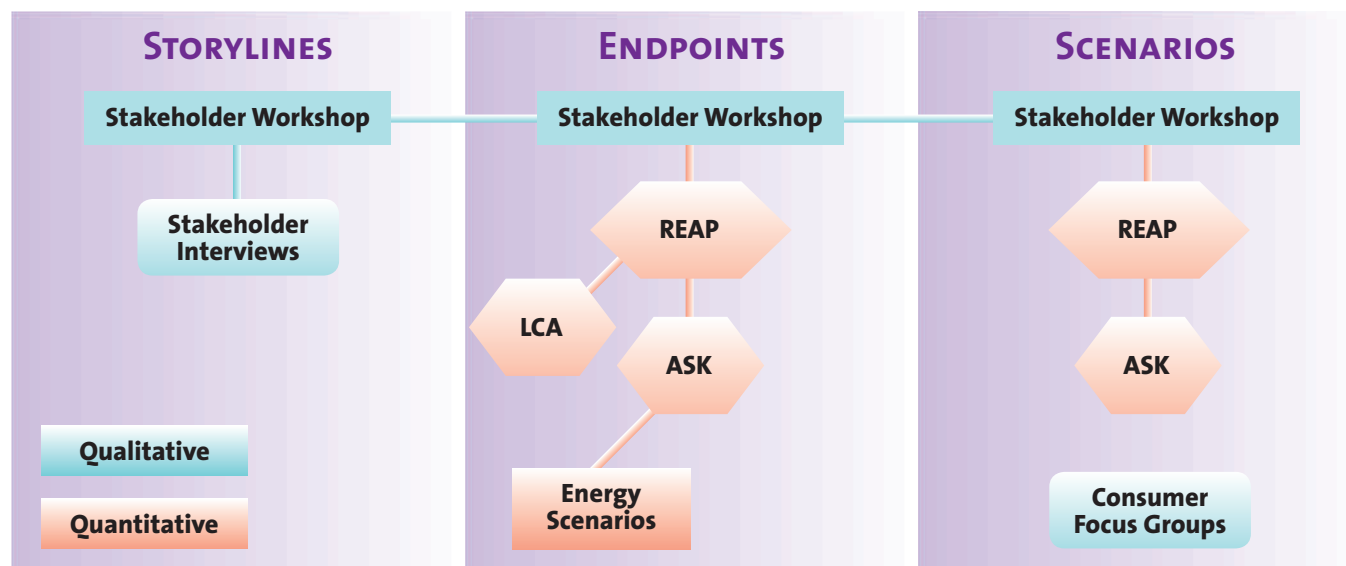 STORYLINES
Stakeholder Workshop
Stakeholder
Interviews
Qualitative
Quantitative
ENDPOINTS
Stakeholder Workshop
REAP
LCA
ASK
Energy
Scenarios
SCENARIOS
Stakeholder Workshop
REAP
ASK
Consumer
Focus Groups